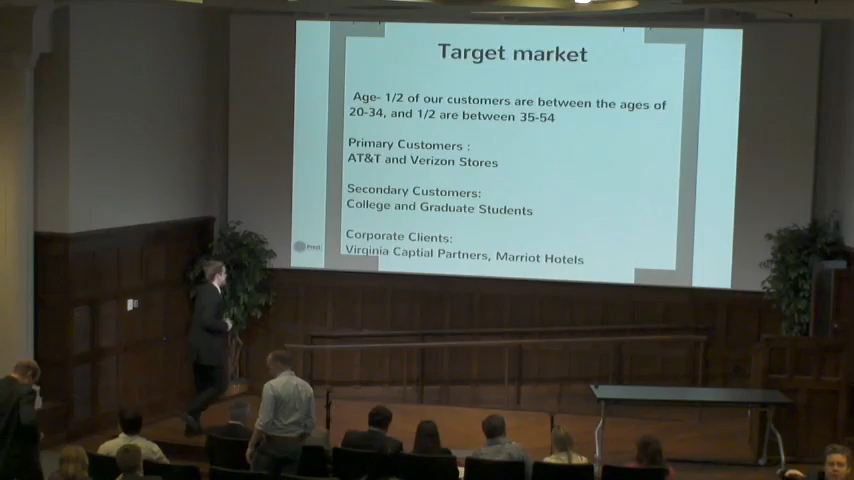 Target market
Age- 1/2 of our customers are between the ages of
20-34, and 1/2 are between 35-54
Primary Customers :
AT&T and Verizon Stores
Secondary Customers:
College and Graduate Students
Corporate Clients:
Virginia Captial Partners, Marriot Hotels